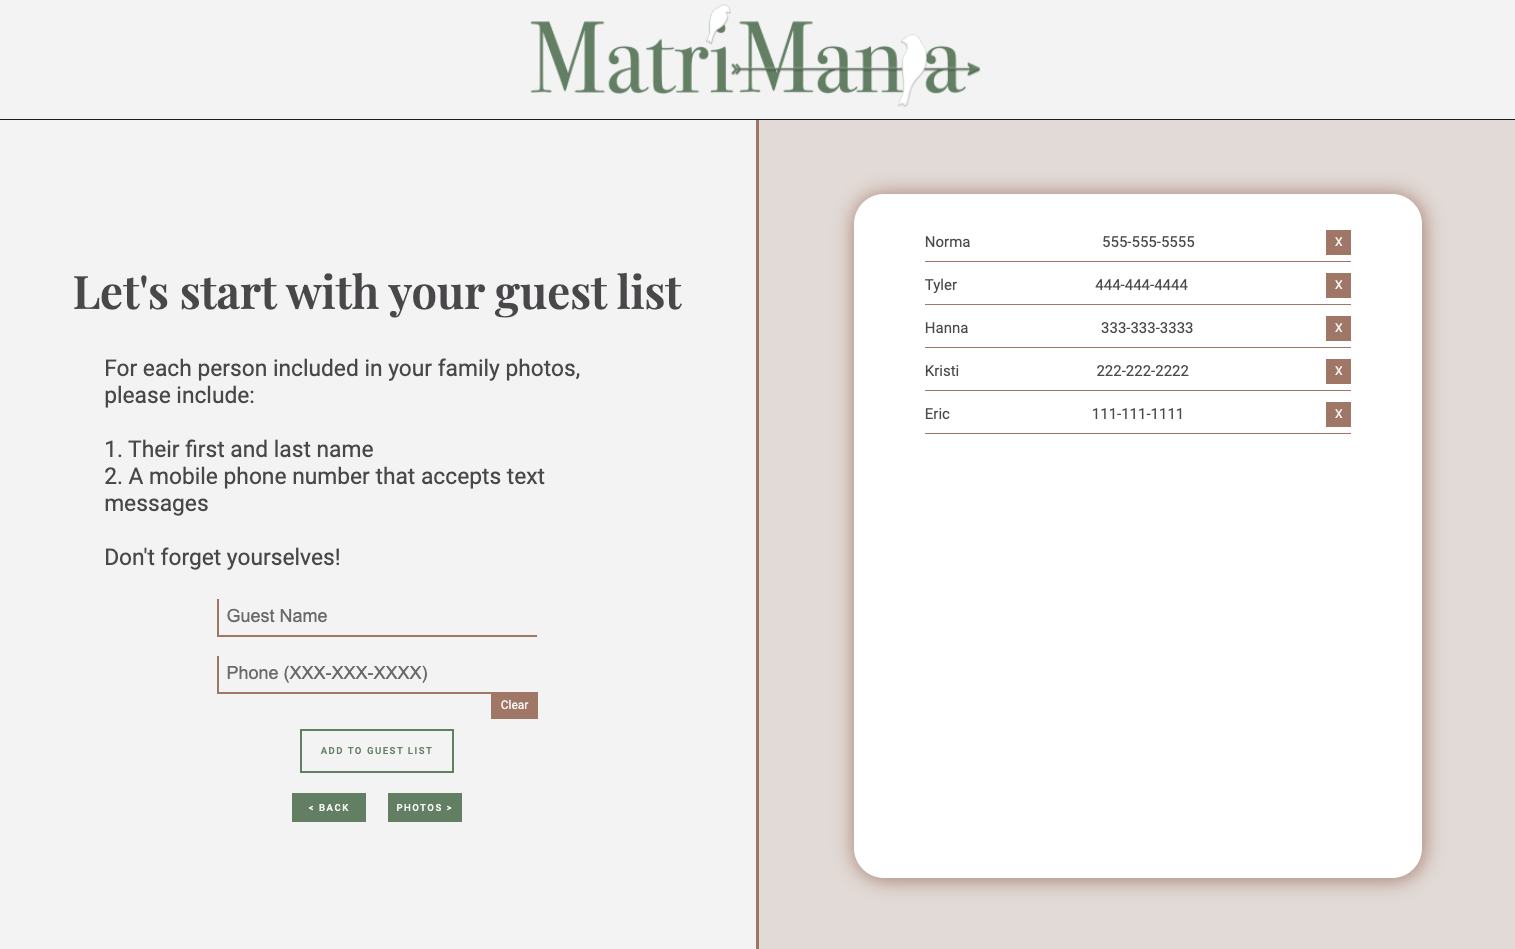 MatriMania
Let's start with your guest list
For each person included in your family photos,
please include:
1. Their first and last name
2. A mobile phone number that accepts text
messages
Don't forget yourselves!
Guest Name
Phone (XXX-XXX-XXXX)
Clear
ADD TO GUEST LIST
< BACK
PHOTOS >
Norma 555-555-5555 X
Tyler 444-444-4444 X
Hanna 333-333-3333 X
Kristi 222-222-2222 X
Eric 111-111-1111 X